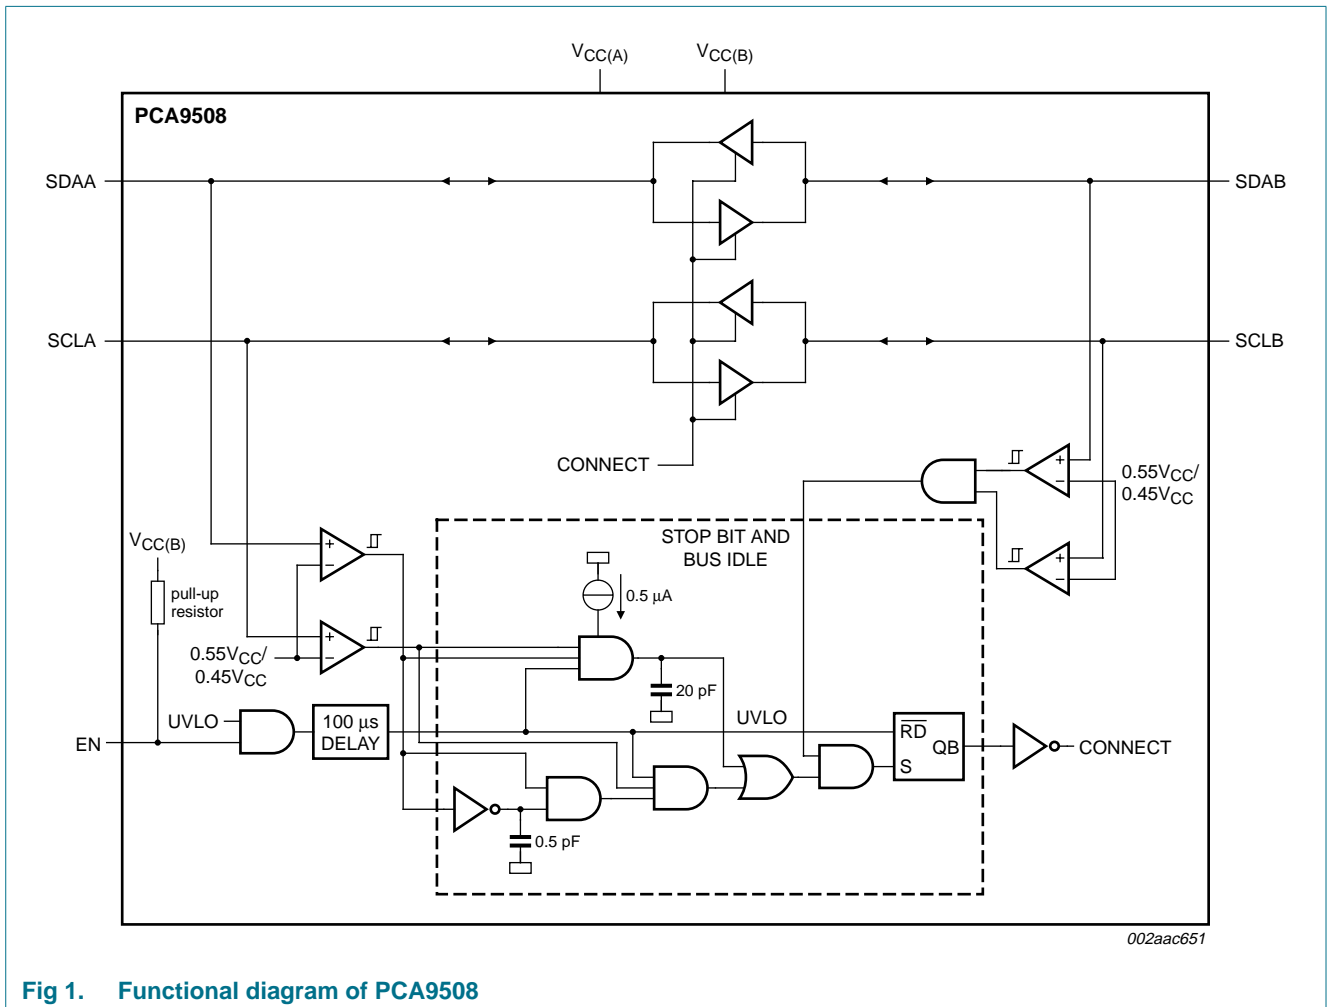 VCC(A)
VCC(B)
PCA9508
SDAA
SDAB
SCLA
SCLB
CONNECT
+
−
0.55VCC/
0.45VCC
+
−
STOP BIT AND
BUS IDLE
VCC(B)
pull-up
resistor
+
−
0.5 μA
+
−
0.55VCC/
0.45VCC
20 pF
UVLO
EN
100 μs
DELAY
UVLO
RD
QB
S
CONNECT
0.5 pF
002aac651
Fig 1. Functional diagram of PCA9508